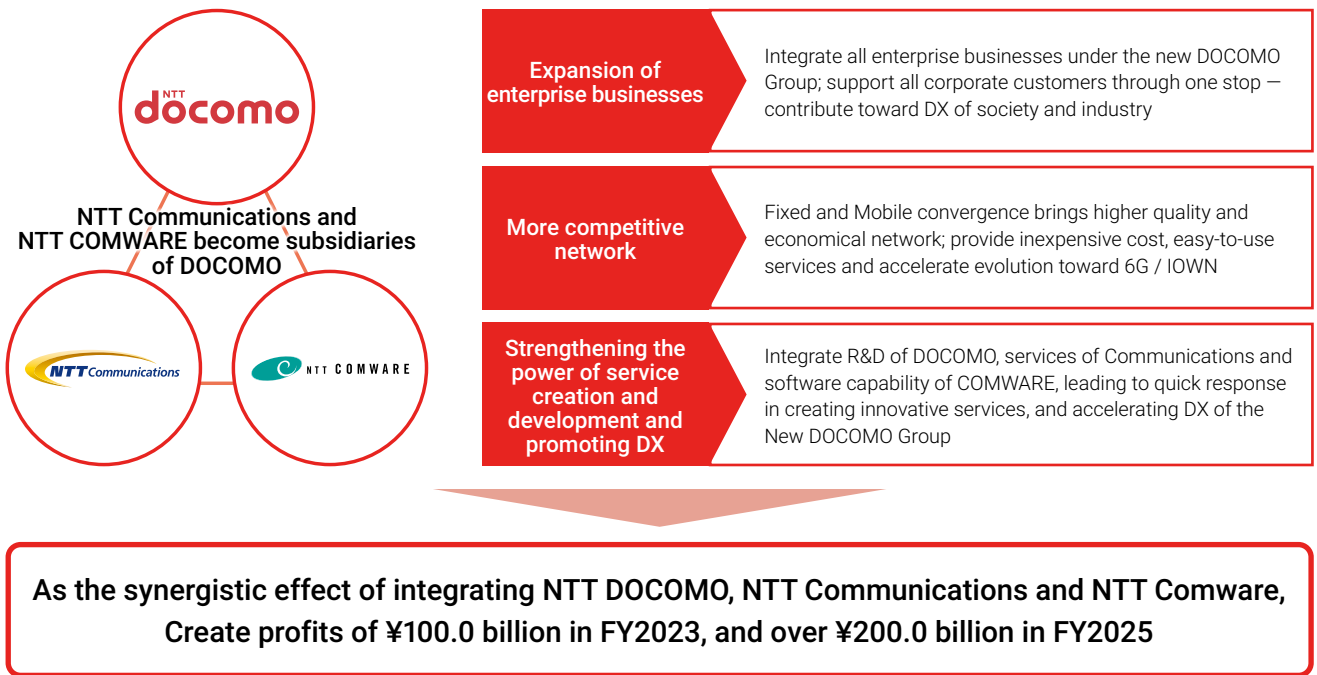 NTT
docomo
NTT Communications and
NTT COMWARE become subsidiaries
of DOCOMO
NTT Communications
NTT COMWARE
Expansion of
enterprise businesses
Integrate all enterprise businesses under the new DOCOMO
Group; support all corporate customers through one stop —
contribute toward DX of society and industry
More competitive
network
Fixed and Mobile convergence brings higher quality and
economical network; provide inexpensive cost, easy-to-use
services and accelerate evolution toward 6G / IOWN
Strengthening the
power of service
creation and
development and
promoting DX
Integrate R&D of DOCOMO, services of Communications and
software capability of COMWARE, leading to quick response
in creating innovative services, and accelerating DX of the
New DOCOMO Group
As the synergistic effect of integrating NTT DOCOMO, NTT Communications and NTT Comware,
Create profits of ¥100.0 billion in FY2023, and over ¥200.0 billion in FY2025